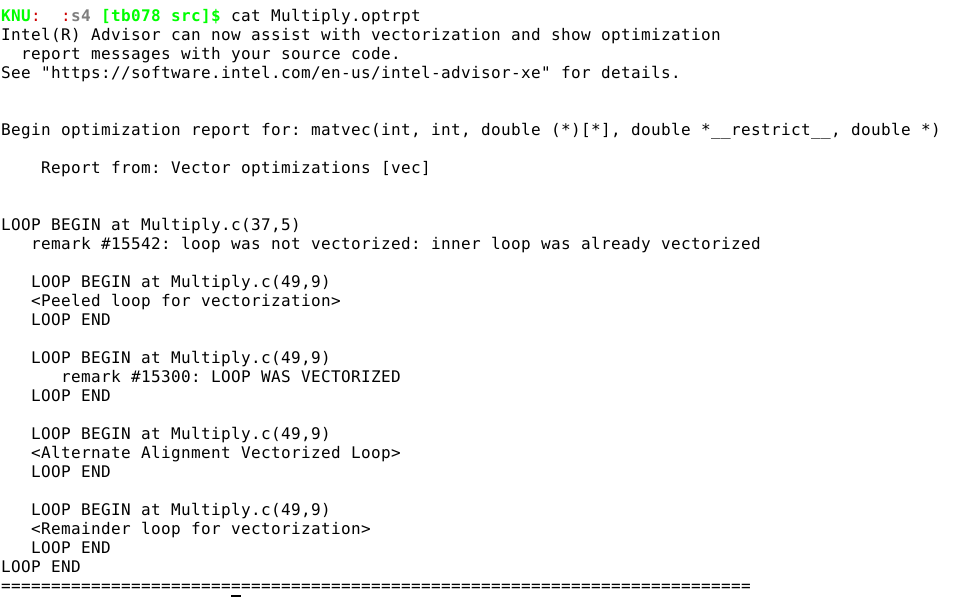 KNU:  :s4 [tb078 src]$ cat Multiply.optrpt
Intel(R) Advisor can now assist with vectorization and show optimization
  report messages with your source code.
See "https://software.intel.com/en-us/intel-advisor-xe" for details.
Begin optimization report for: matvec(int, int, double (*)[*], double *__restrict__, double *)
    Report from: Vector optimizations [vec]
LOOP BEGIN at Multiply.c(37,5)
   remark #15542: loop was not vectorized: inner loop was already vectorized
   LOOP BEGIN at Multiply.c(49,9)
   <Peeled loop for vectorization>
   LOOP END
   LOOP BEGIN at Multiply.c(49,9)
      remark #15300: LOOP WAS VECTORIZED
   LOOP END
   LOOP BEGIN at Multiply.c(49,9)
   <Alternate Alignment Vectorized Loop>
   LOOP END
   LOOP BEGIN at Multiply.c(49,9)
   <Remainder loop for vectorization>
   LOOP END
LOOP END
===========================================================================